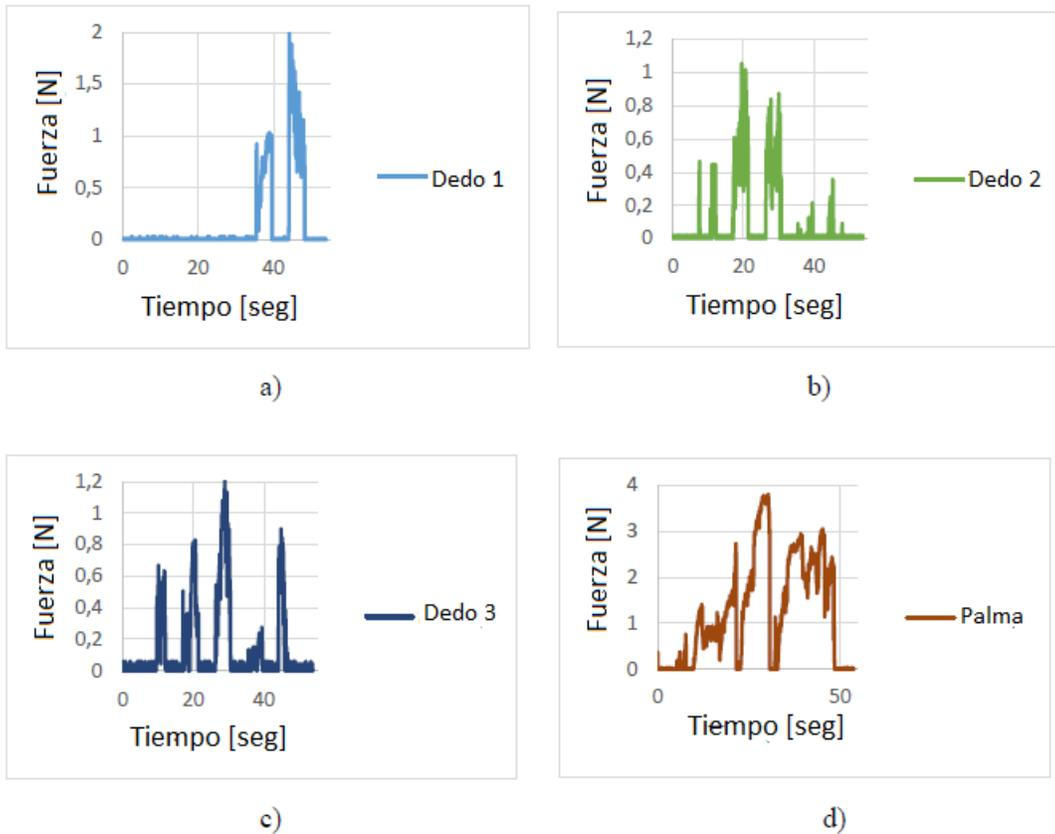 2
1,5
1
0,5
0
Fuerza [N]
0 20 40
Tiempo [seg]
Dedo 1
a)
1,2
1
0,8
0,6
0,4
0,2
0
Fuerza [N]
0 20 40
Tiempo [seg]
Dedo 2
b)
1,2
1
0,8
0,6
0,4
0,2
0
Fuerza [N]
0 20 40
Tiempo [seg]
Dedo 3
c)
4
3
2
1
0
Fuerza [N]
0 50
Tiempo [seg]
Palma
d)